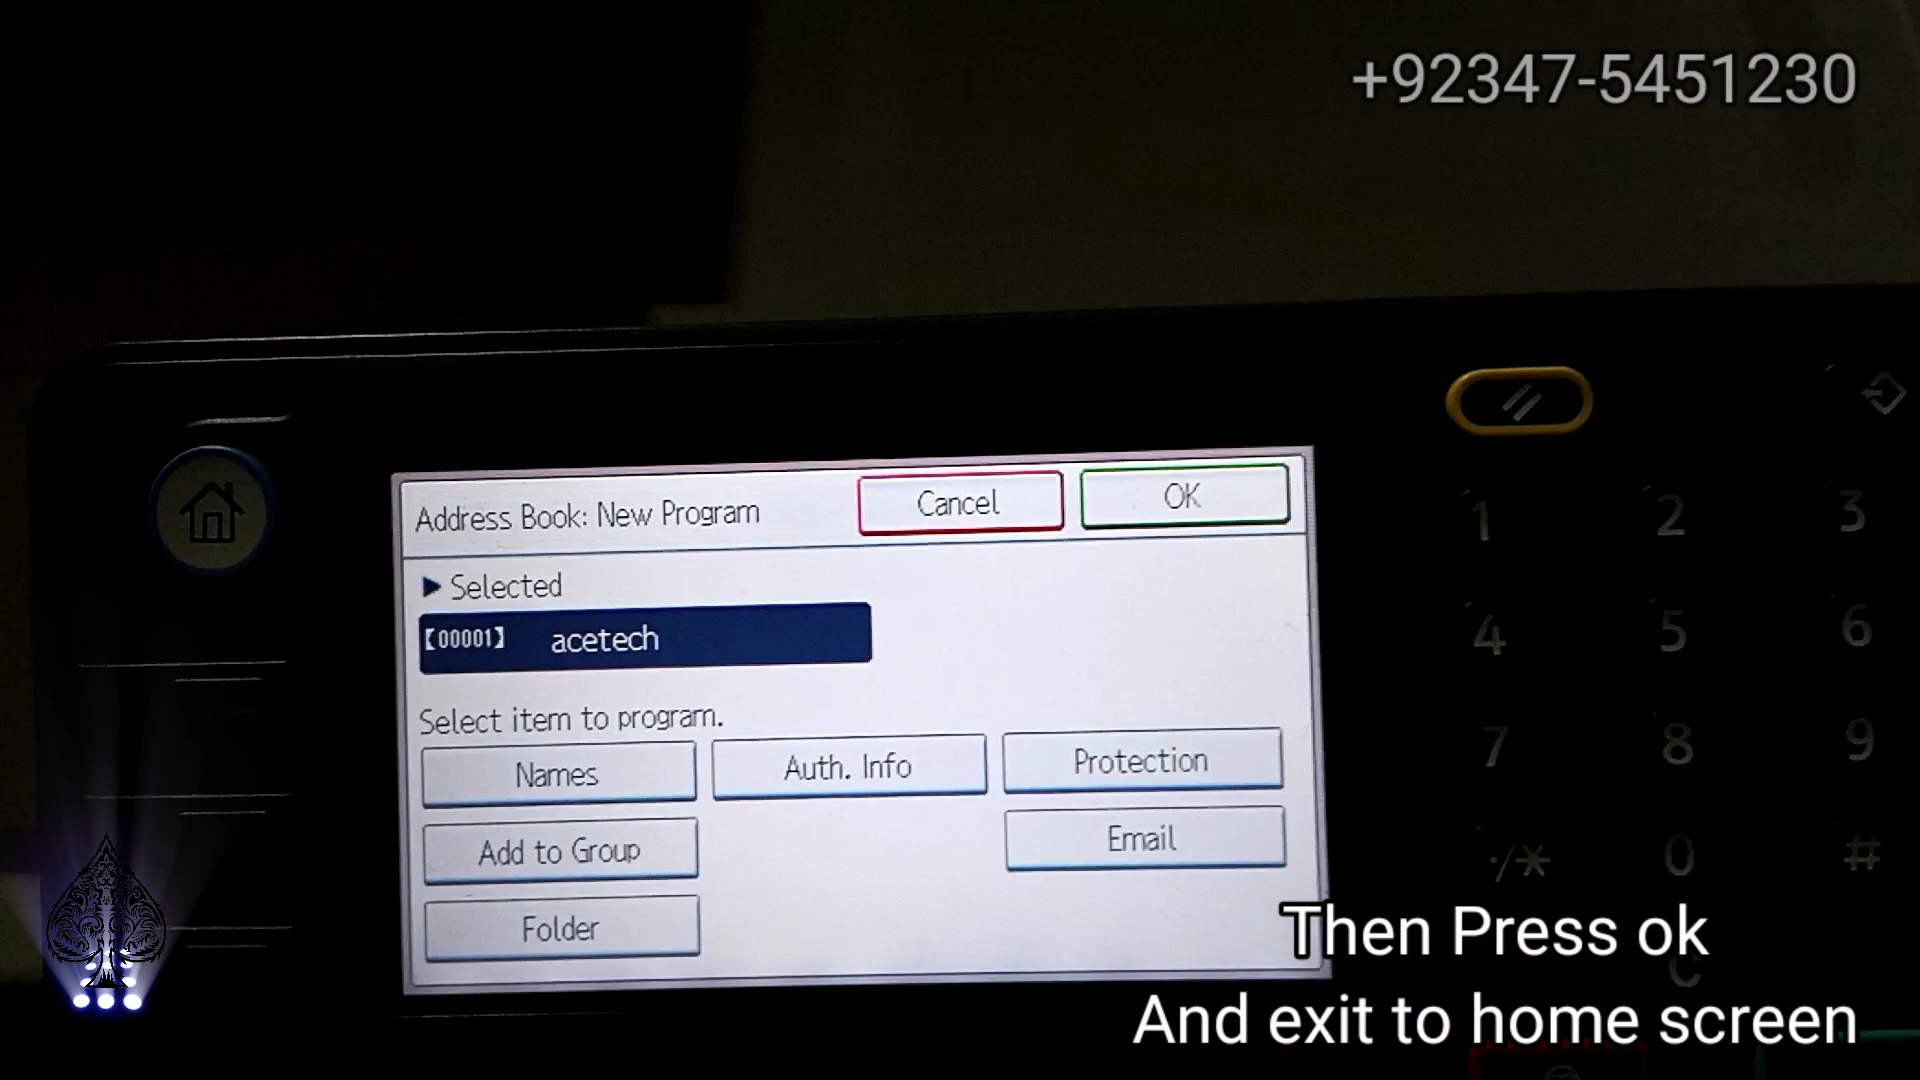 +92347-5451230
Address Book: New Program
Cancel
OK
Selected
【00001】 acetech
Select item to program.
Names
Auth. Info
Protection
Add to Group
Email
Folder
1 2 3
4 5 6
7 8 9
./* 0 #
C
Then Press ok
And exit to home screen